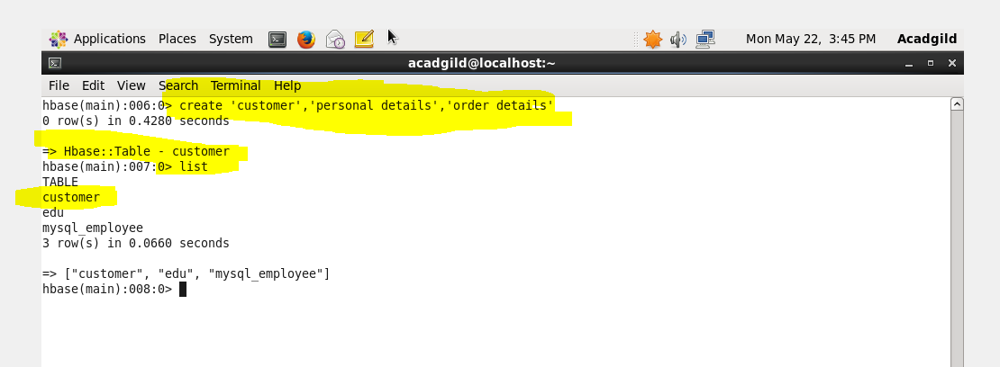 Applications Places System Mon May 22, 3:45 PM Acadgild
acadgild@localhost:~
File Edit View Search Terminal Help
hbase(main):006:0> create 'customer','personal details','order details'
0 row(s) in 0.4280 seconds
=> Hbase::Table - customer
hbase(main):007:0> list
TABLE
customer
edu
mysql_employee
3 row(s) in 0.0660 seconds
=> ["customer", "edu", "mysql_employee"]
hbase(main):008:0>